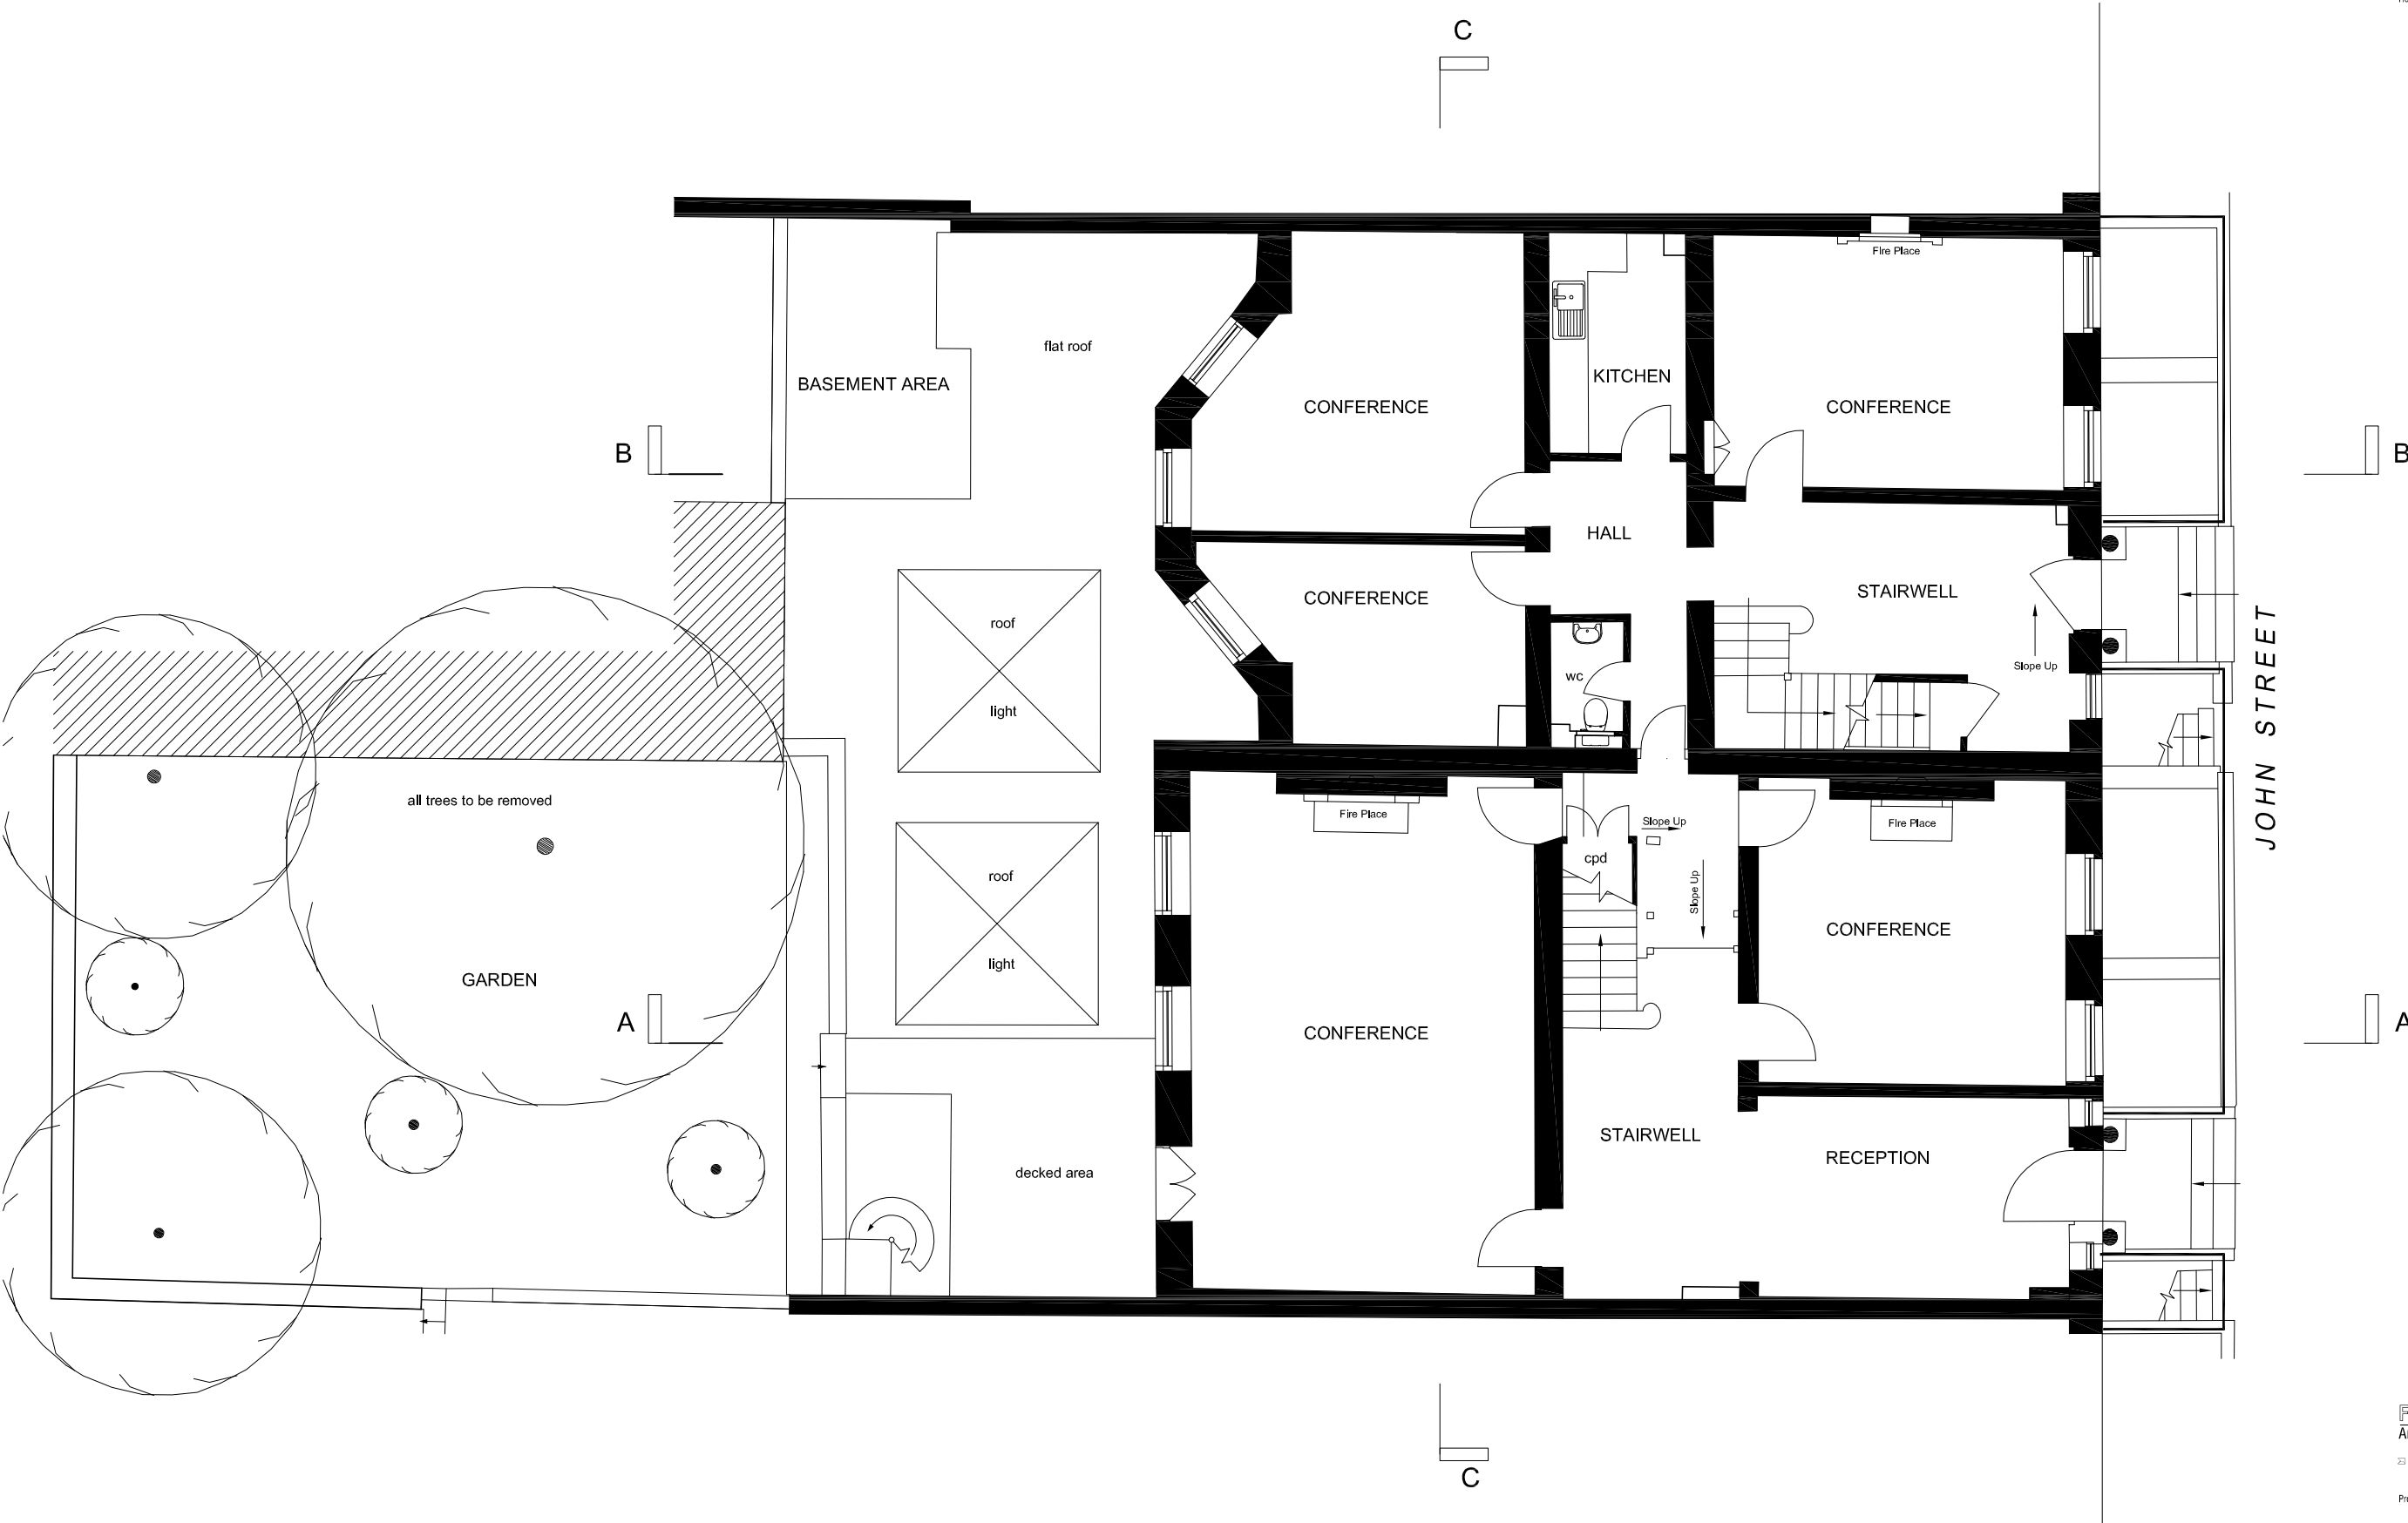 C
flat roof
BASEMENT AREA
Fire Place
KITCHEN
CONFERENCE
CONFERENCE
B
B
HALL
STAIRWELL
CONFERENCE
roof
light
wc
Slope Up
JOHN STREET
all trees to be removed
Fire Place
Slope Up
Fire Place
cpd
roof
light
Slope Up
CONFERENCE
GARDEN
A
A
CONFERENCE
STAIRWELL
RECEPTION
decked area
C